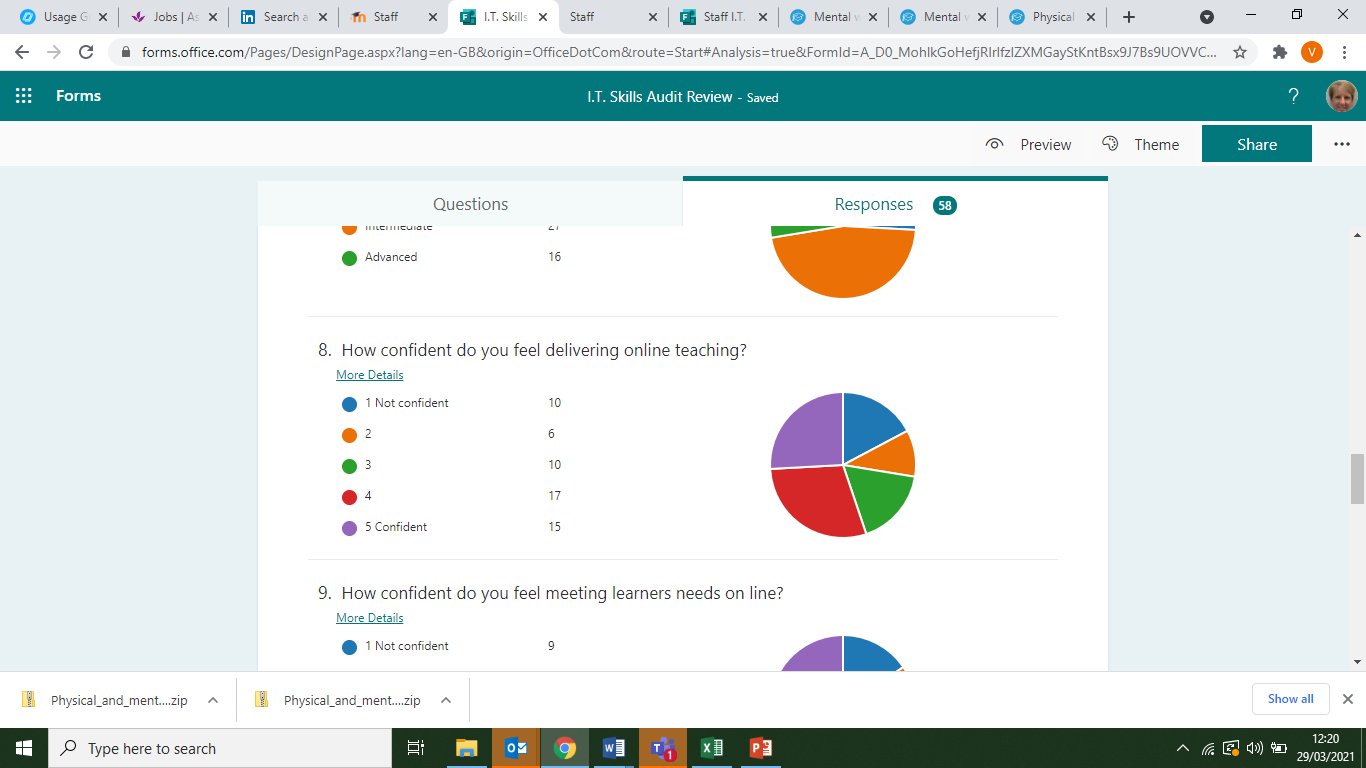 Usage G
Jobs | As
Search a
Staff
I.T. Skills
Staff
Staff I.T.
Mental w
Mental w
Physical
forms.office.com/Pages/DesignPage.aspx?lang=en-GB&origin=OfficeDotCom&route=Start#Analysis=true&FormId=A_D0_MohIkGoHefjRIrIfzIZXMGayStKntBsx9J7Bs9UOVVC...
V
Forms
I.T. Skills Audit Review - Saved
?
Preview
Theme
Share
Questions
Responses 58
Intermediate 27
Advanced 16
8. How confident do you feel delivering online teaching?
More Details
1 Not confident 10
2 6
3 10
4 17
5 Confident 15
9. How confident do you feel meeting learners needs on line?
More Details
1 Not confident 9
Physical_and_ment....zip
Physical_and_ment....zip
Show all
Type here to search
1
12:20
29/03/2021